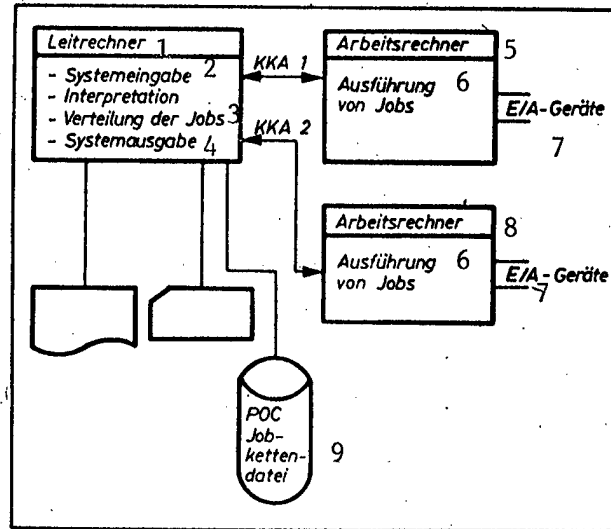 Leitrechner 1
- Systemeingabe 2
- Interpretation
- Verteilung der Jobs 3
- Systemausgabe 4
KKA 1
KKA 2
Arbeitsrechner 5
Ausführung 6
von Jobs
E/A-Geräte
7
Arbeitsrechner 8
Ausführung 6
von Jobs
E/A-Geräte
7
POC
Job-
ketten-
datei 9